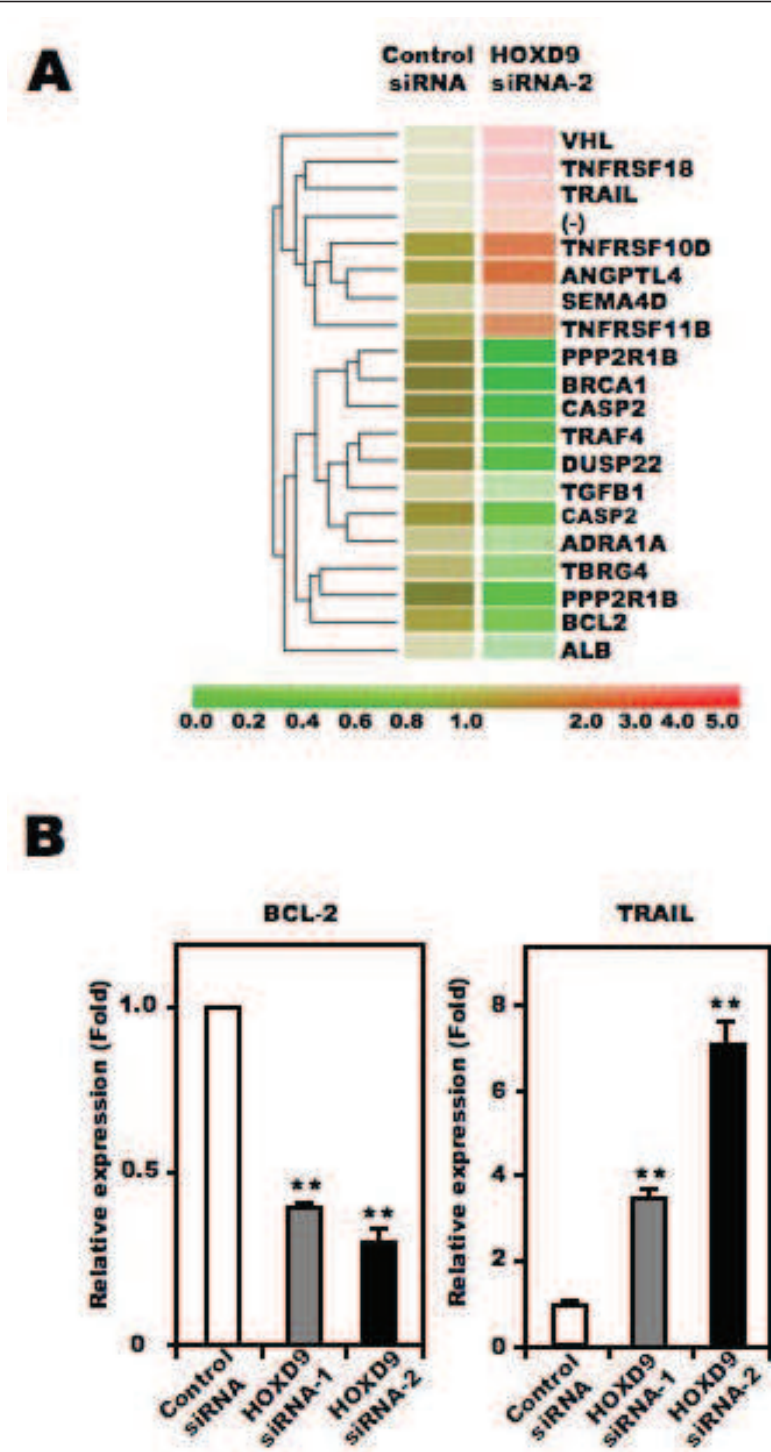 A
Control HOXD9
siRNA siRNA-2
VHL
TNFRSF18
TRAIL
(-)
TNFRSF10D
ANGPTL4
SEMA4D
TNFRSF11B
PPP2R1B
BRCA1
CASP2
TRAF4
DUSP22
TGFB1
CASP2
ADRA1A
TBRG4
PPP2R1B
BCL2
ALB
0.0 0.2 0.4 0.6 0.8 1.0 2.0 3.0 4.0 5.0
B
BCL-2
Relative expression (Fold)
1.0
0.5
0
**
**
Control
siRNA
HOXD9
siRNA-1
HOXD9
siRNA-2
TRAIL
Relative expression (Fold)
8
6
4
2
0
**
**
Control
siRNA
HOXD9
siRNA-1
HOXD9
siRNA-2